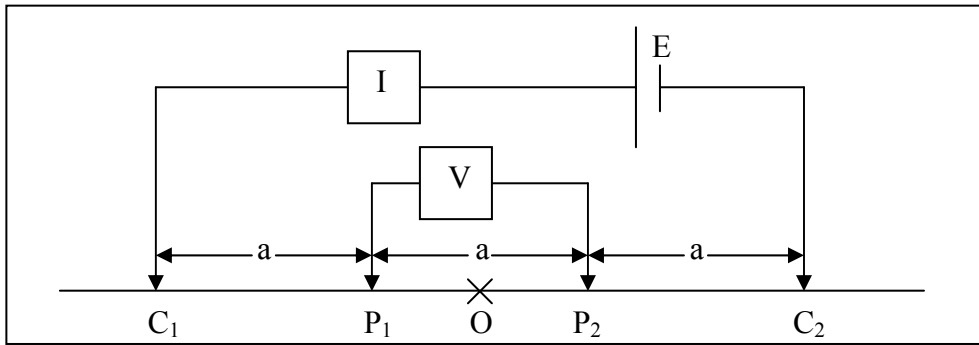 E
I
V
a a a
C₁ P₁ O P₂ C₂